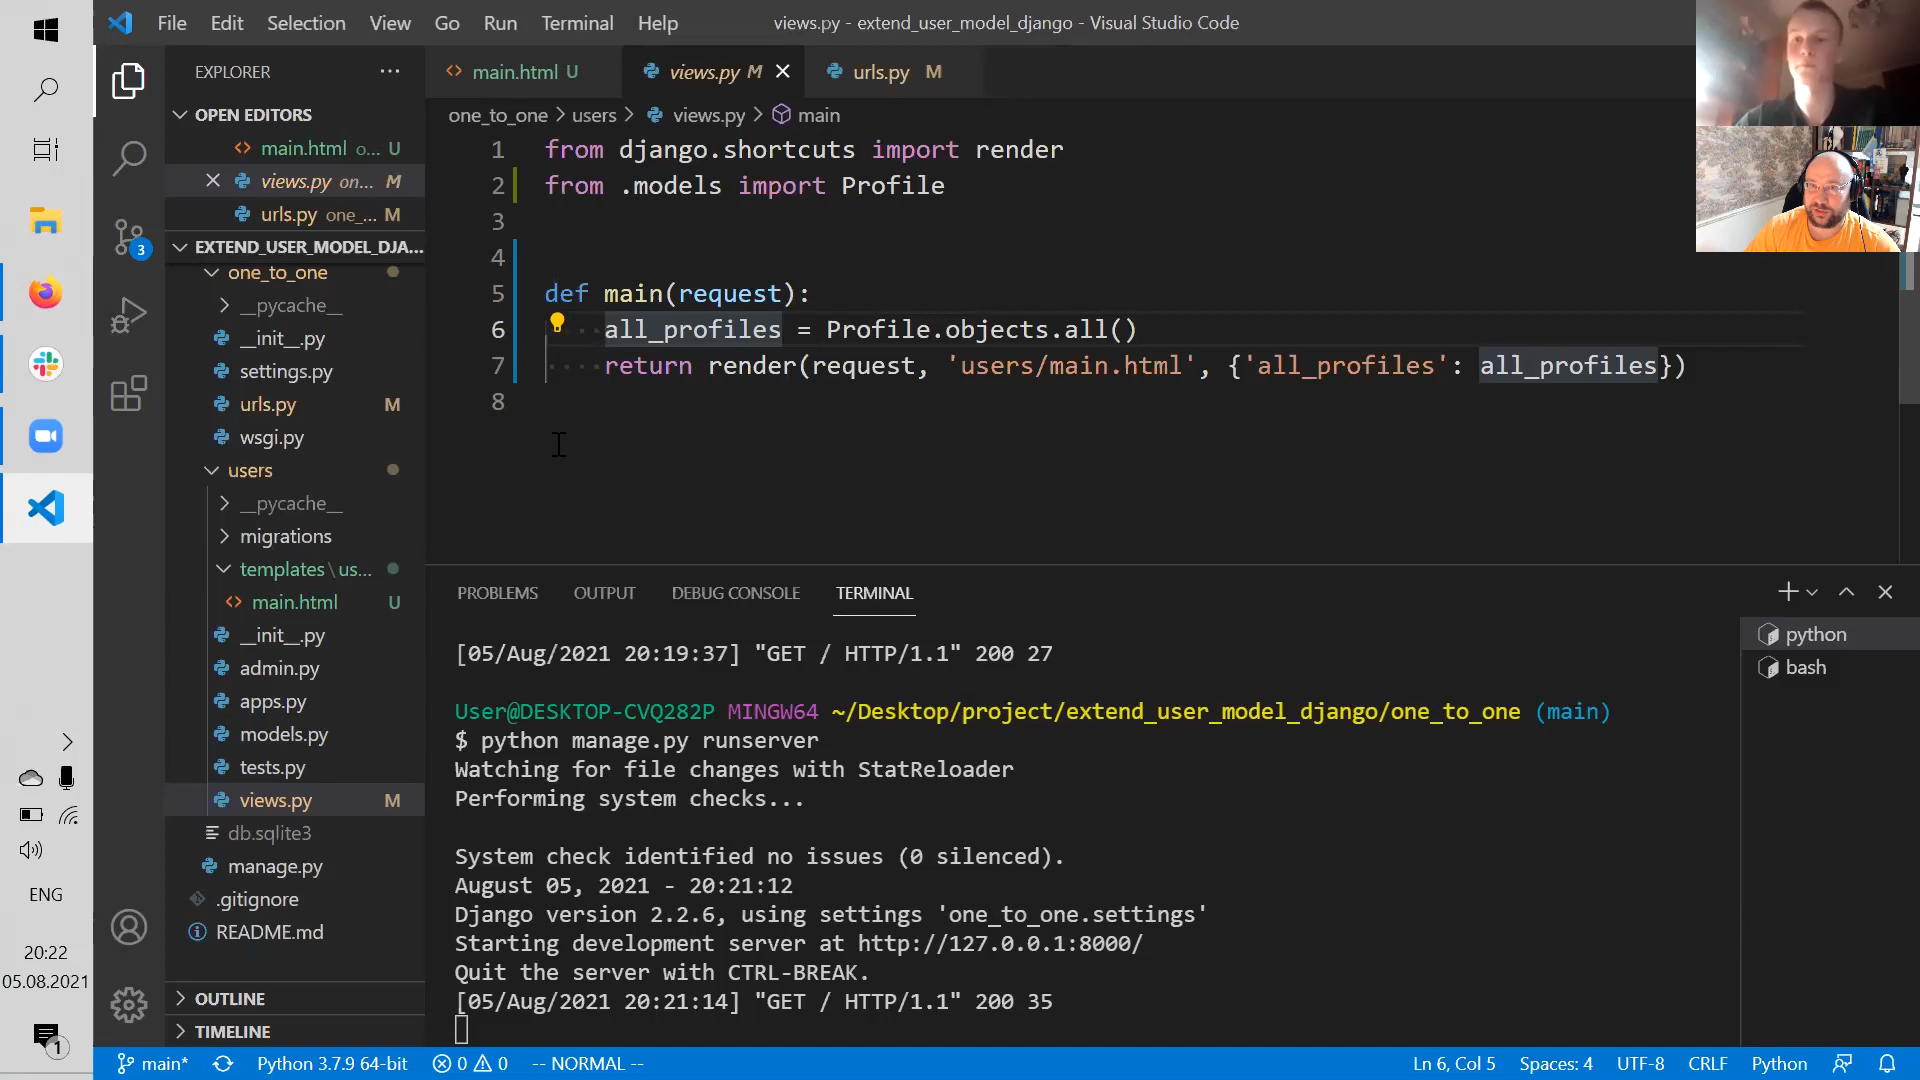 File Edit Selection View Go Run Terminal Help
views.py - extend_user_model_django - Visual Studio Code
EXPLORER
OPEN EDITORS
main.html o... U
views.py on... M
urls.py one_... M
EXTEND_USER_MODEL_DJA...
one_to_one
__pycache__
__init__.py
settings.py
urls.py M
wsgi.py
users
__pycache__
migrations
templates\us...
main.html U
__init__.py
admin.py
apps.py
models.py
tests.py
views.py M
db.sqlite3
manage.py
.gitignore
README.md
OUTLINE
TIMELINE
3
main.html U
views.py M
urls.py M
one_to_one > users > views.py > main
1 from django.shortcuts import render
2 from .models import Profile
3
4
5 def main(request):
6 all_profiles = Profile.objects.all()
7 return render(request, 'users/main.html', {'all_profiles': all_profiles})
8
PROBLEMS OUTPUT DEBUG CONSOLE TERMINAL
[05/Aug/2021 20:19:37] "GET / HTTP/1.1" 200 27
User@DESKTOP-CVQ282P MINGW64 ~/Desktop/project/extend_user_model_django/one_to_one (main)
$ python manage.py runserver
Watching for file changes with StatReloader
Performing system checks...
System check identified no issues (0 silenced).
August 05, 2021 - 20:21:12
Django version 2.2.6, using settings 'one_to_one.settings'
Starting development server at http://127.0.0.1:8000/
Quit the server with CTRL-BREAK.
[05/Aug/2021 20:21:14] "GET / HTTP/1.1" 200 35
python
bash
ENG
20:22
05.08.2021
1
main* Python 3.7.9 64-bit 0 0 -- NORMAL -- Ln 6, Col 5 Spaces: 4 UTF-8 CRLF Python